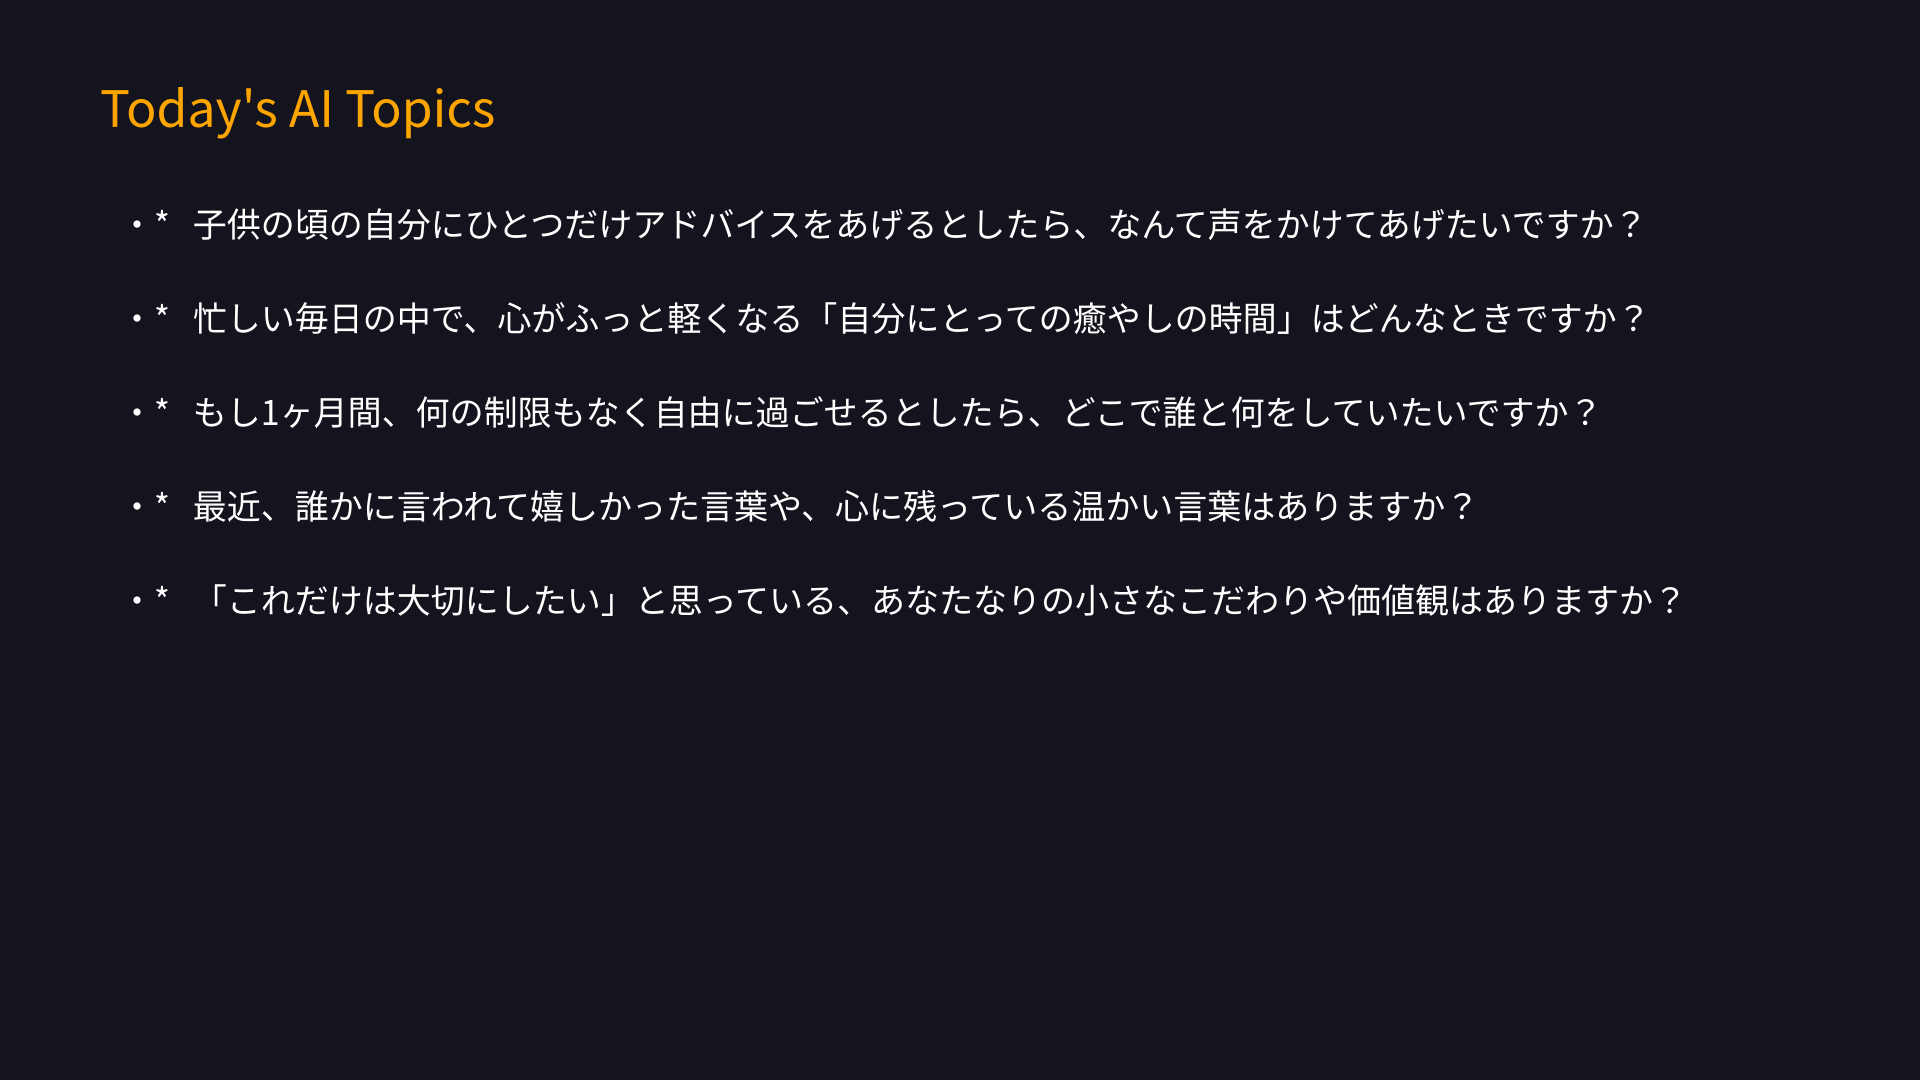 Today's AI Topics
・* 子供の頃の自分にひとつだけアドバイスをあげるとしたら、なんて声をかけてあげたいですか？
・* 忙しい毎日の中で、心がふっと軽くなる「自分にとっての癒やしの時間」はどんなときですか？
・* もし1ヶ月間、何の制限もなく自由に過ごせるとしたら、どこで誰と何をしていたいですか？
・* 最近、誰かに言われて嬉しかった言葉や、心に残っている温かい言葉はありますか？
・* 「これだけは大切にしたい」と思っている、あなたなりの小さなこだわりや価値観はありますか？